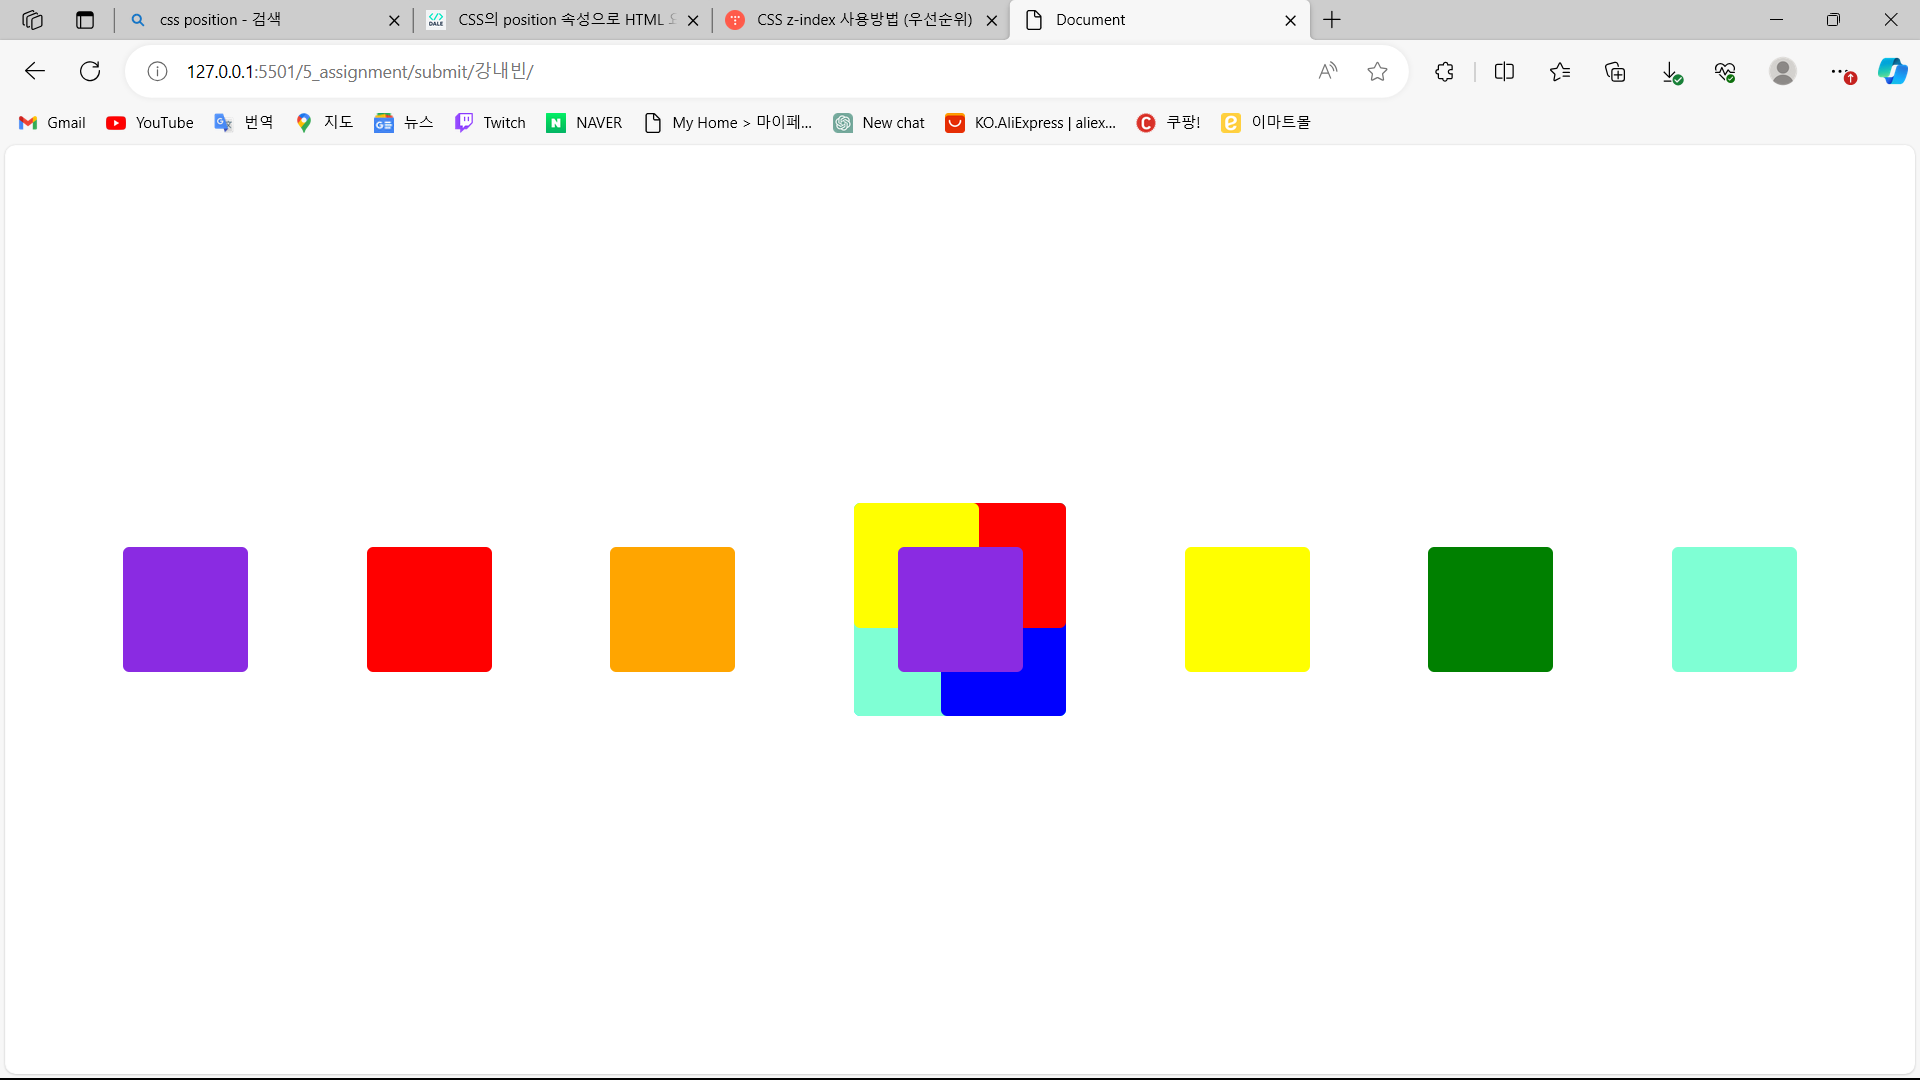 css position - 검색
CSS의 position 속성으로 HTML 요
CSS z-index 사용방법 (우선순위)
Document
127.0.0.1:5501/5_assignment/submit/강내빈/
Gmail
YouTube
번역
지도
뉴스
Twitch
NAVER
My Home > 마이페...
New chat
KO.AliExpress | aliex...
쿠팡!
이마트몰